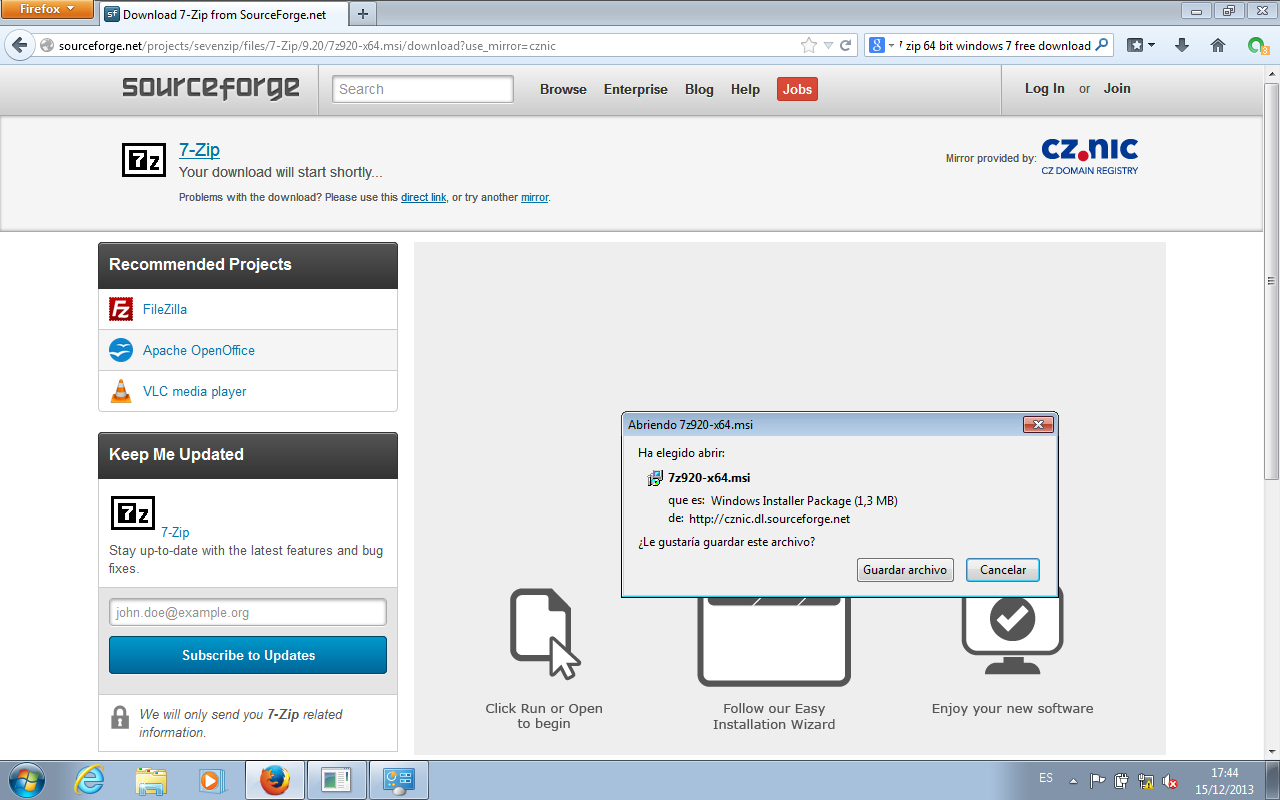 Firefox
Download 7-Zip from SourceForge.net
sourceforge.net/projects/sevenzip/files/7-Zip/9.20/7z920-x64.msi/download?use_mirror=cznic
zip 64 bit windows 7 free download
sourceforge
Search
Browse
Enterprise
Blog
Help
Jobs
Log In or Join
7-Zip
Your download will start shortly...
Problems with the download? Please use this direct link, or try another mirror.
Mirror provided by:
CZ.NIC
CZ DOMAIN REGISTRY
Recommended Projects
FileZilla
Apache OpenOffice
VLC media player
Keep Me Updated
7-Zip
Stay up-to-date with the latest features and bug
fixes.
john.doe@example.org
Subscribe to Updates
We will only send you 7-Zip related
information.
Abriendo 7z920-x64.msi
Ha elegido abrir:
7z920-x64.msi
que es: Windows Installer Package (1,3 MB)
de: http://cznic.dl.sourceforge.net
¿Le gustaría guardar este archivo?
Guardar archivo
Cancelar
Click Run or Open
to begin
Follow our Easy
Installation Wizard
Enjoy your new software
ES
17:44
15/12/2013